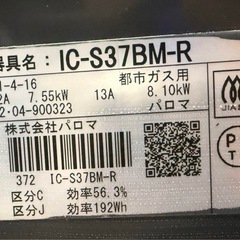 器具名：IC-S37BM-R
-4-16 都市ガス用
2A 7.55kW 13A 8.10kW
2・04-900323 パロマ
株式会社パロマ
372 IC-S37BM-R
区分C 効率56.3%
区分J 効率192Wh
JIA
P
T